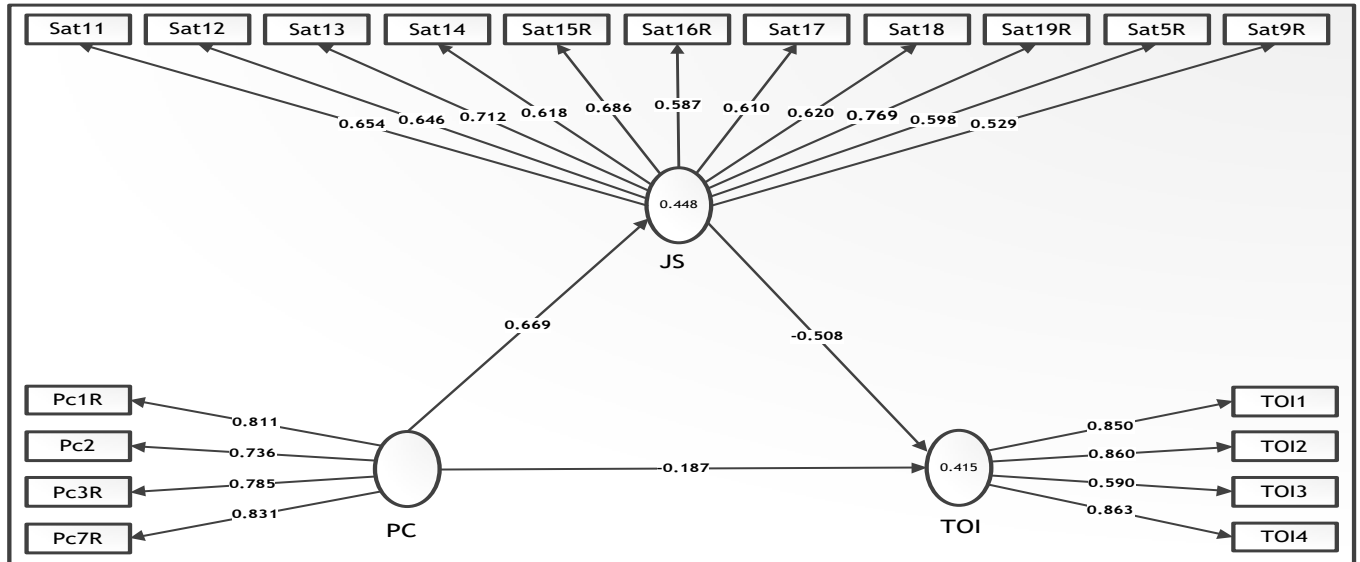 Sat11 Sat12 Sat13 Sat14 Sat15R Sat16R Sat17 Sat18 Sat19R Sat5R Sat9R
0.654 0.646 0.712 0.618 0.686 0.587 0.610 0.620 0.769 0.598 0.529
0.448
JS
0.669 -0.508
Pc1R 0.811 0.850 TOI1
Pc2 0.736 0.860 TOI2
-0.187 0.415
Pc3R 0.785 0.590 TOI3
Pc7R 0.831 0.863 TOI4
PC TOI